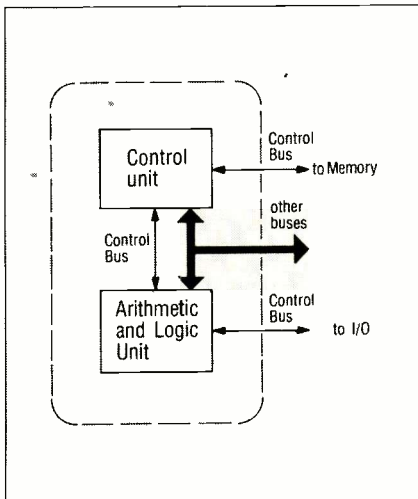 Control
unit
Control
Bus
to Memory
other
buses
Control
Bus
Arithmetic
and Logic
Unit
Control
Bus
to I/O